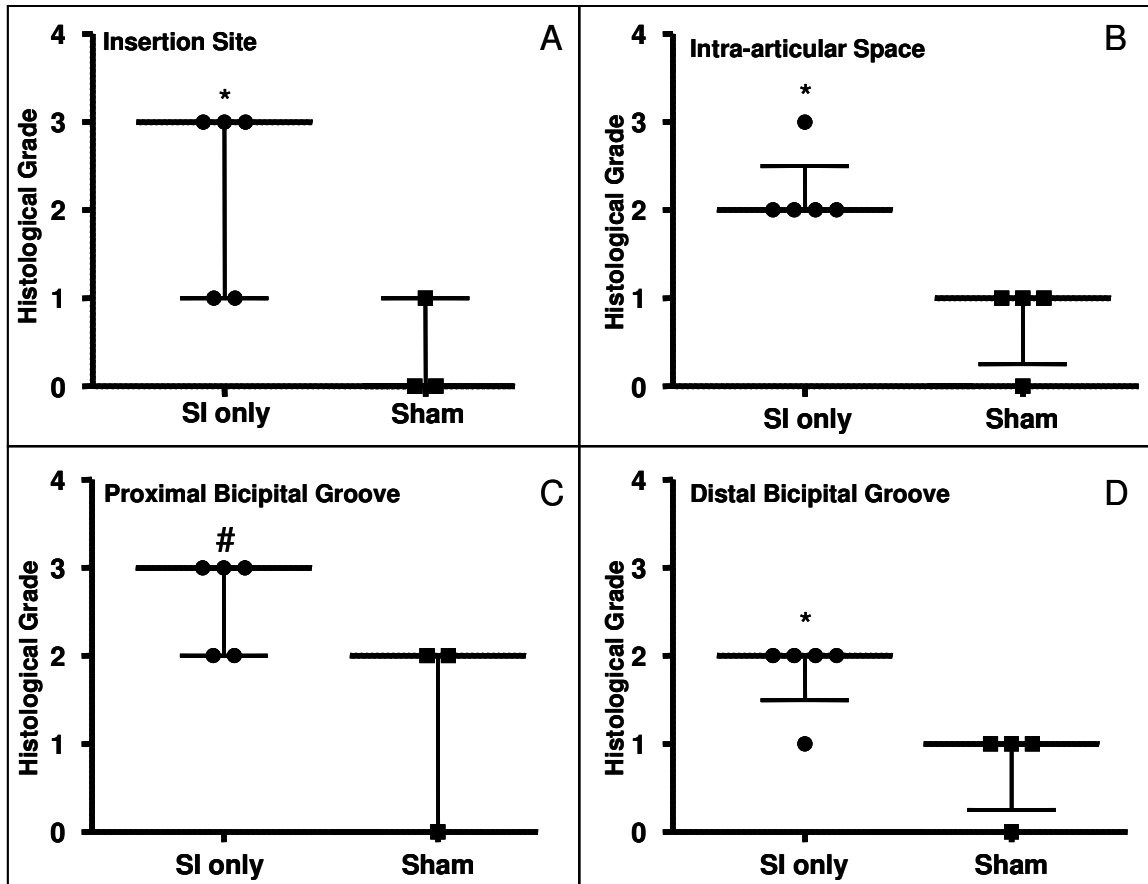 A
Insertion Site
*
Histological Grade
4
3
2
1
0
SI only Sham
B
Intra-articular Space
*
Histological Grade
4
3
2
1
0
SI only Sham
C
Proximal Bicipital Groove
#
Histological Grade
4
3
2
1
0
SI only Sham
D
Distal Bicipital Groove
*
Histological Grade
4
3
2
1
0
SI only Sham